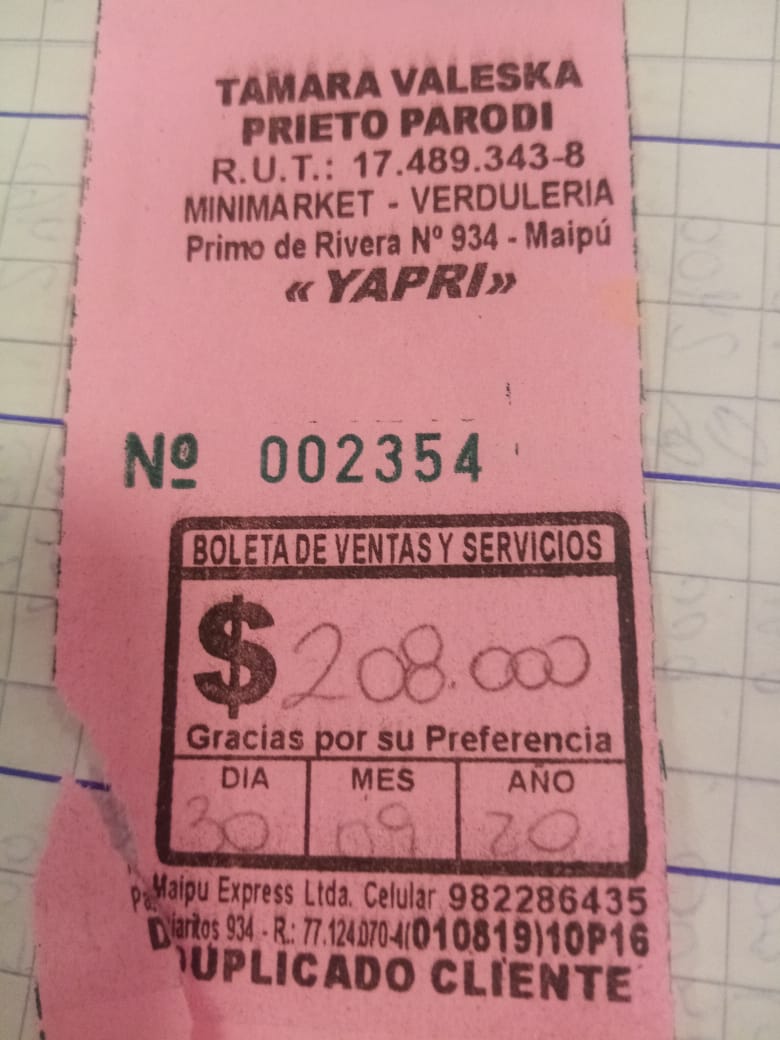 TAMARA VALESKA
PRIETO PARODI
R.U.T.: 17.489.343-8
MINIMARKET - VERDULERIA
Primo de Rivera Nº 934 - Maipú
« YAPRI»
Nº 002354
BOLETA DE VENTAS Y SERVICIOS
$ 208.000
Gracias por su Preferencia
DIA MES AÑO
30 09 20
Maipu Express Ltda. Celular 982286435
934 - R.: 77.124.070-4(010819)10P16
DUPLICADO CLIENTE